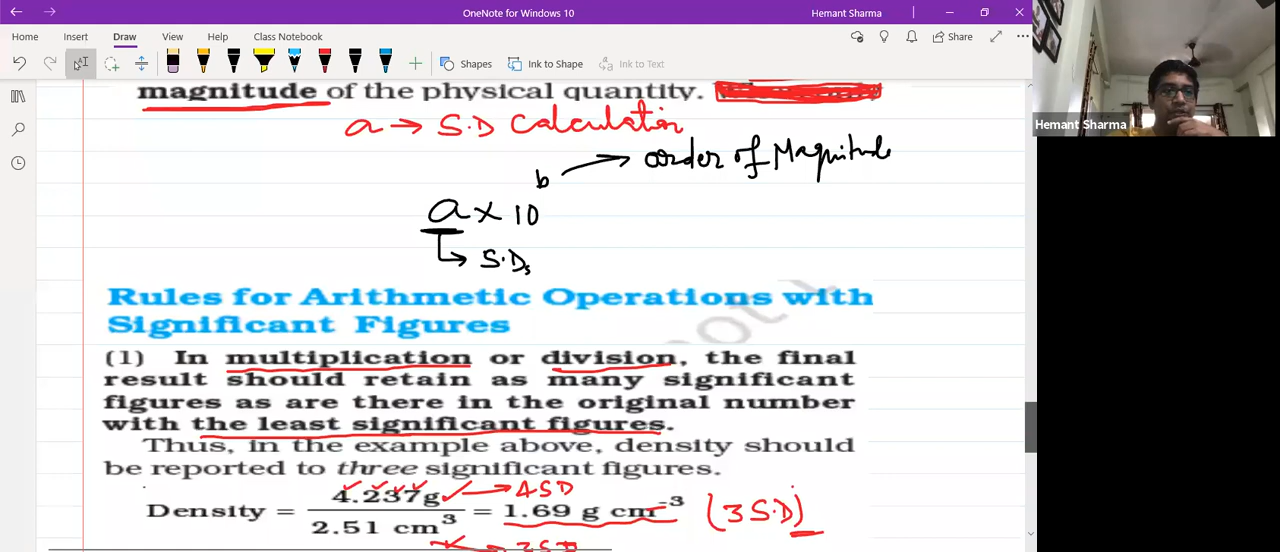 OneNote for Windows 10
Hemant Sharma
Home Insert Draw View Help Class Notebook
Share
Shapes Ink to Shape Ink to Text
magnitude of the physical quantity.
a → S.D Calculation
order of Magnitude
b
a × 10
S.Ds
Rules for Arithmetic Operations with
Significant Figures
(1) In multiplication or division, the final
result should retain as many significant
figures as are there in the original number
with the least significant figures.
Thus, in the example above, density should
be reported to three significant figures.
4.237g → 4SD
Density = = 1.69 g cm-3 (3 S.D)
2.51 cm3
3SD
Hemant Sharma